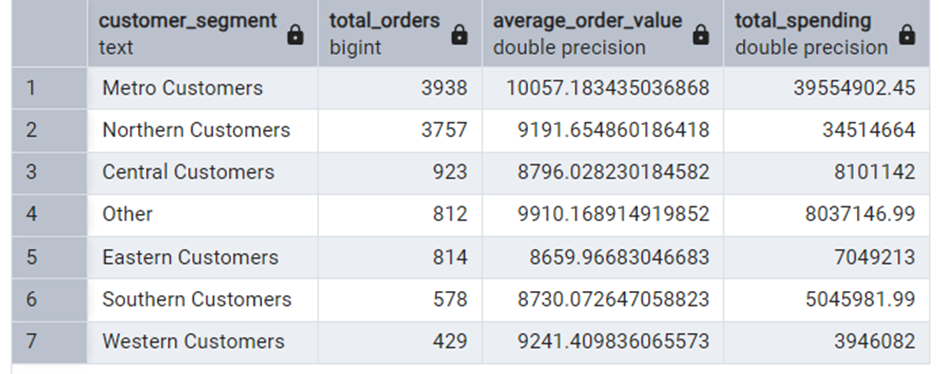 customer_segment total_orders average_order_value total_spending
text bigint double precision double precision
1 Metro Customers 3938 10057.183435036868 39554902.45
2 Northern Customers 3757 9191.654860186418 34514664
3 Central Customers 923 8796.028230184582 8101142
4 Other 812 9910.168914919852 8037146.99
5 Eastern Customers 814 8659.96683046683 7049213
6 Southern Customers 578 8730.072647058823 5045981.99
7 Western Customers 429 9241.409836065573 3946082